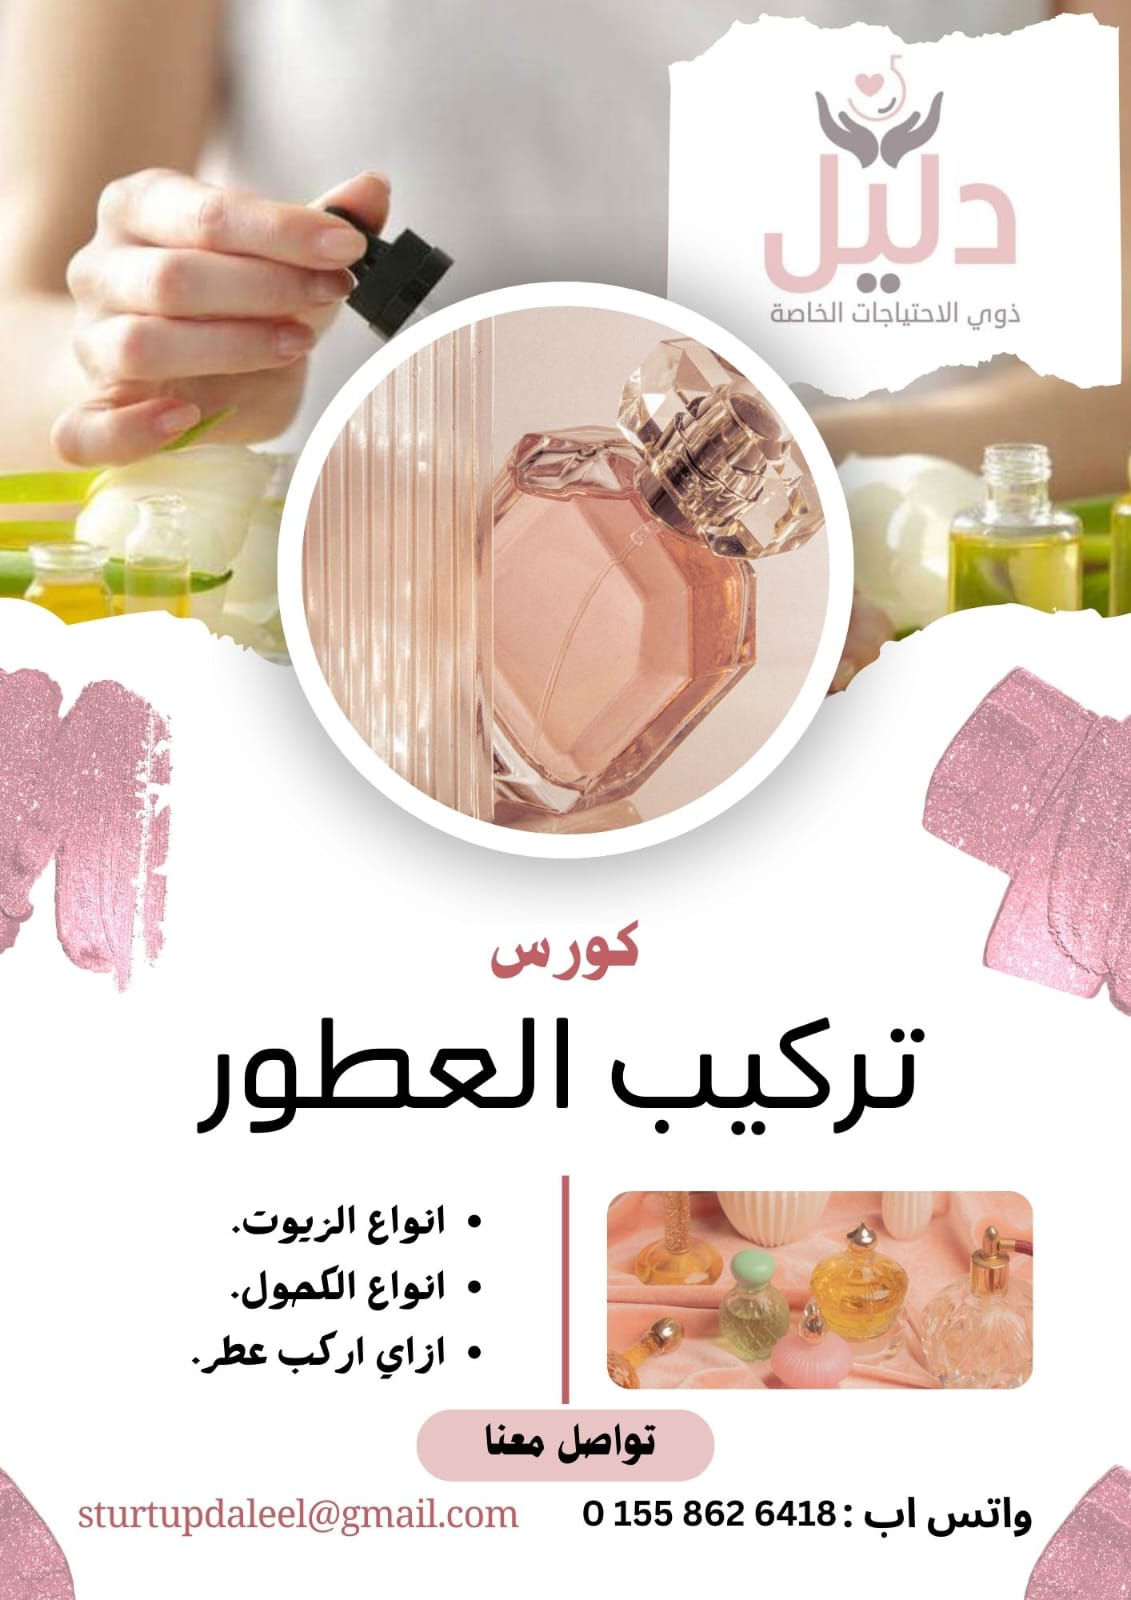 دليل
ذوي الاحتياجات الخاصة
كورس
تركيب العطور
• انواع الزيوت.
• انواع الكحول.
• ازاي اركب عطر.
تواصل معنا
واتس اب : 0 155 862 6418
sturtupdaleel@gmail.com